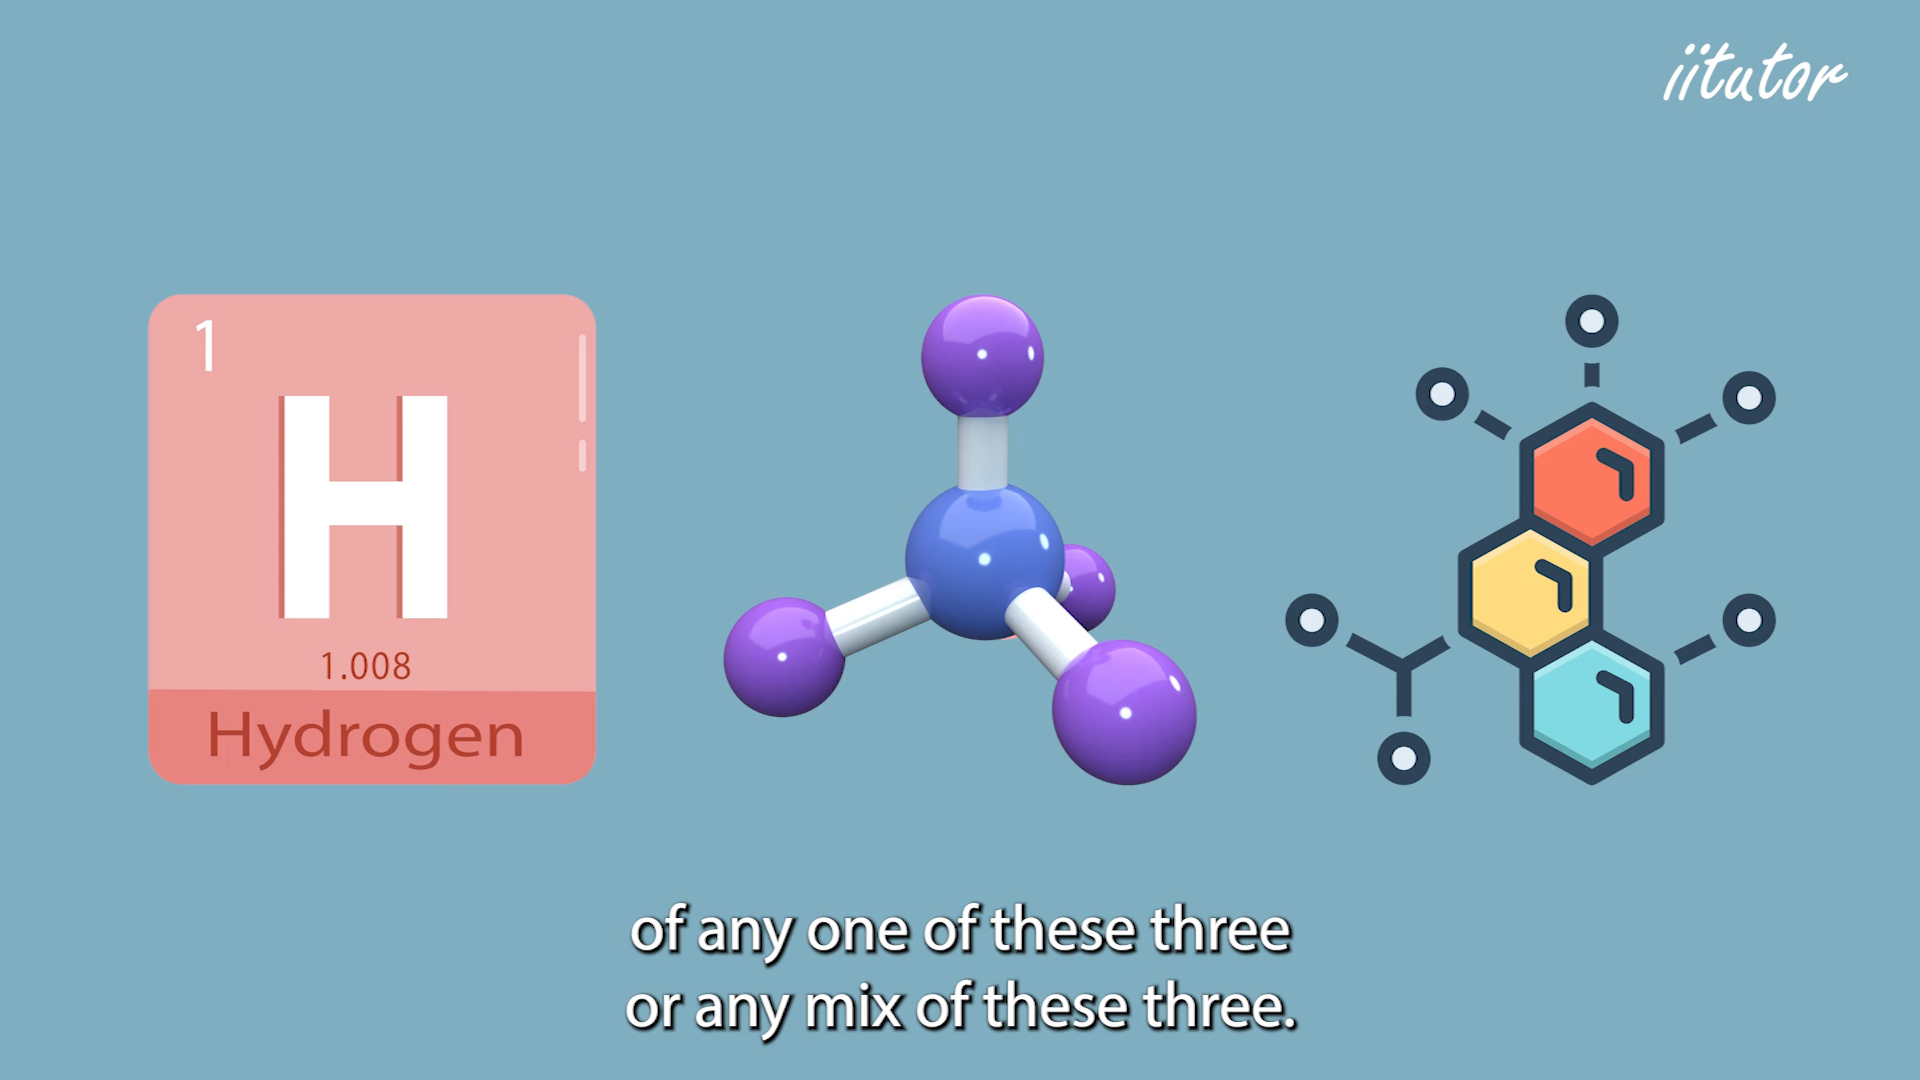 iitutor
1
H
1.008
Hydrogen
of any one of these three
or any mix of these three.